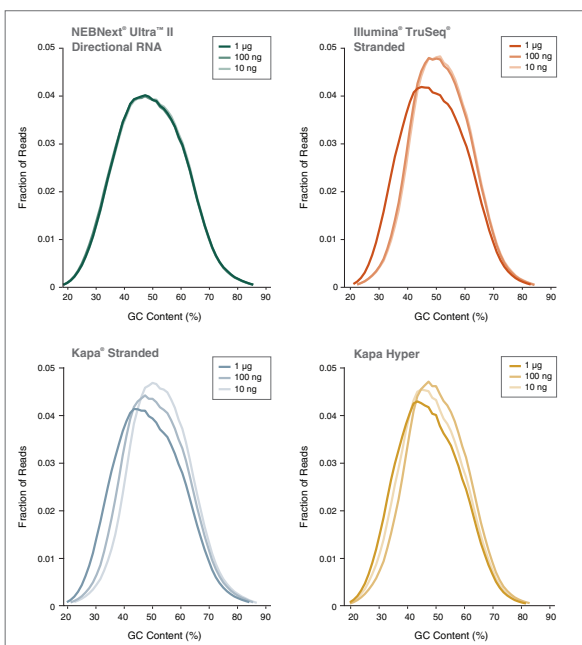 NEBNext® Ultra™ II
Directional RNA
1 µg
100 ng
10 ng
0.05
0.04
0.03
0.02
0.01
0
Fraction of Reads
20 30 40 50 60 70 80 90
GC Content (%)
Illumina® TruSeq®
Stranded
1 µg
100 ng
10 ng
0.05
0.04
0.03
0.02
0.01
0
Fraction of Reads
20 30 40 50 60 70 80 90
GC Content (%)
Kapa® Stranded
1 µg
100 ng
10 ng
0.05
0.04
0.03
0.02
0.01
0
Fraction of Reads
20 30 40 50 60 70 80 90
GC Content (%)
Kapa Hyper
1 µg
100 ng
10 ng
0.05
0.04
0.03
0.02
0.01
0
Fraction of Reads
20 30 40 50 60 70 80 90
GC Content (%)